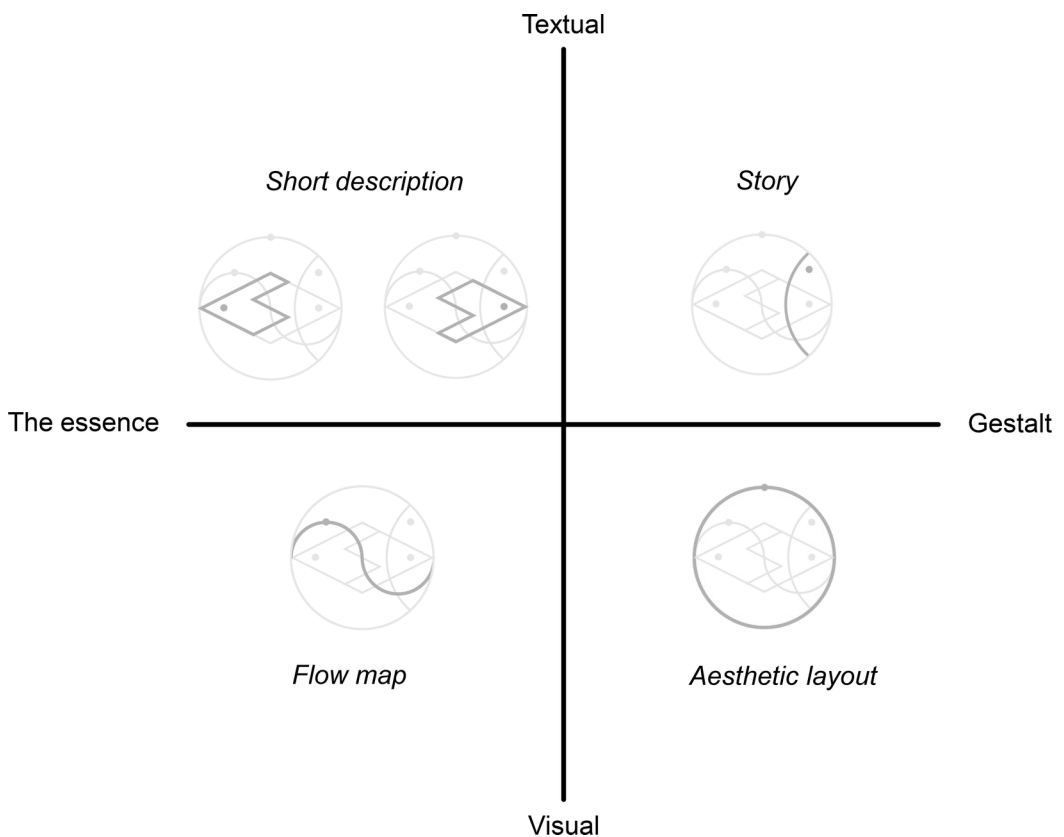 Textual
Short description
Story
The essence
Gestalt
Flow map
Aesthetic layout
Visual